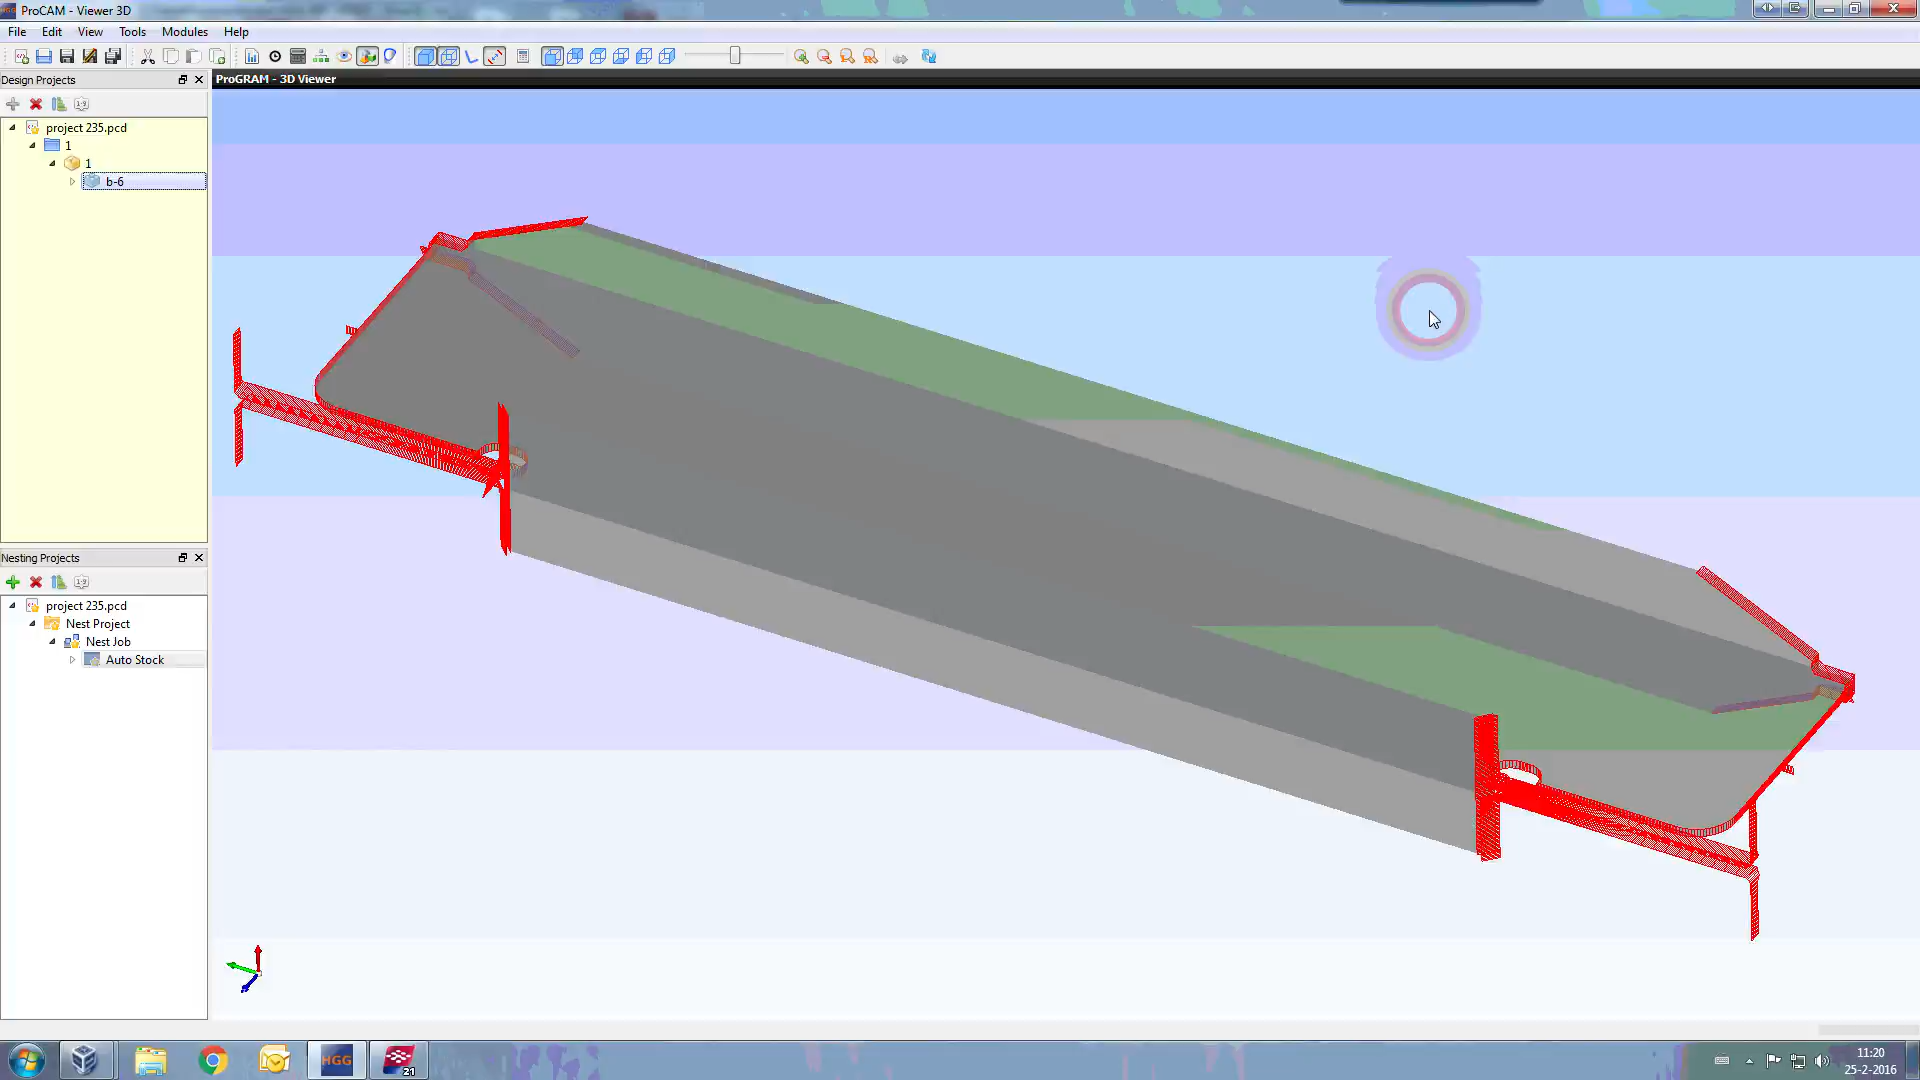 ProCAM - Viewer 3D
File Edit View Tools Modules Help
Design Projects
ProGRAM - 3D Viewer
project 235.pcd
1
1
b-6
Nesting Projects
project 235.pcd
Nest Project
Nest Job
Auto Stock
HGG
21
11:20
25-2-2016